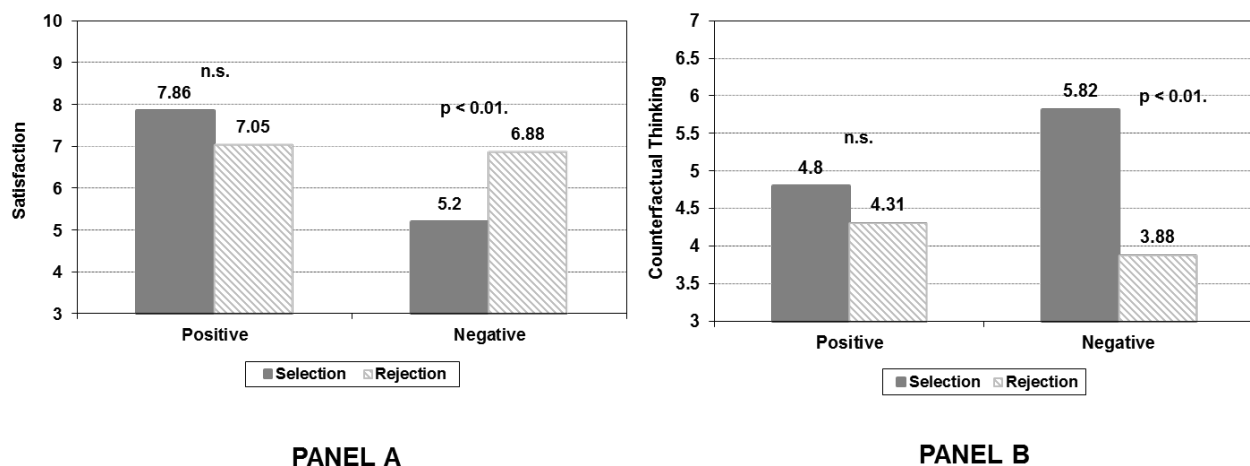 10
9
8
7
6
5
4
3
Satisfaction
n.s.
7.86
7.05
p < 0.01.
6.88
5.2
Positive
Negative
Selection
Rejection
PANEL A
7
6.5
6
5.5
5
4.5
4
3.5
3
Counterfactual Thinking
n.s.
4.8
4.31
5.82
p < 0.01.
3.88
Positive
Negative
Selection
Rejection
PANEL B